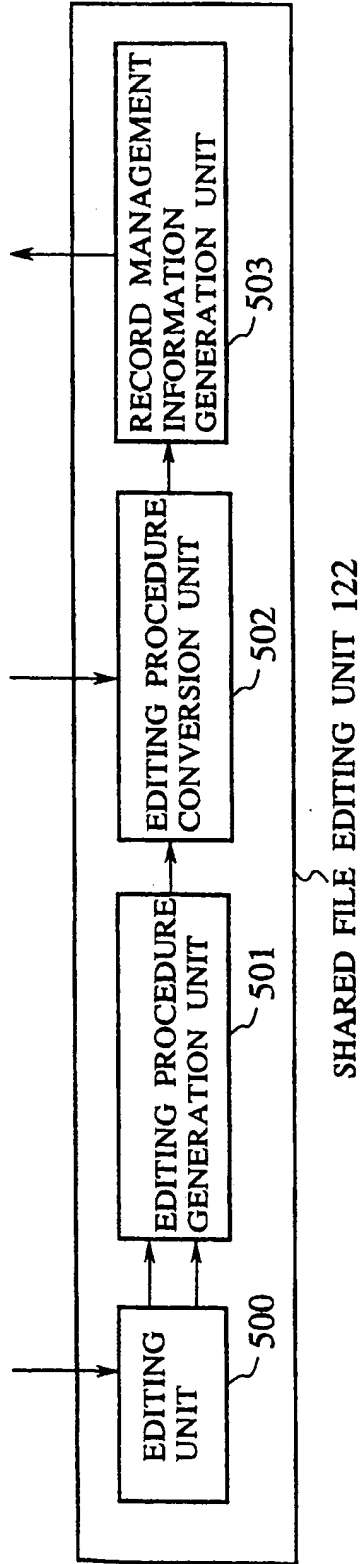 EDITING
UNIT
500
EDITING PROCEDURE
GENERATION UNIT
501
EDITING PROCEDURE
CONVERSION UNIT
502
RECORD MANAGEMENT
INFORMATION
GENERATION UNIT
503
SHARED FILE EDITING UNIT 122